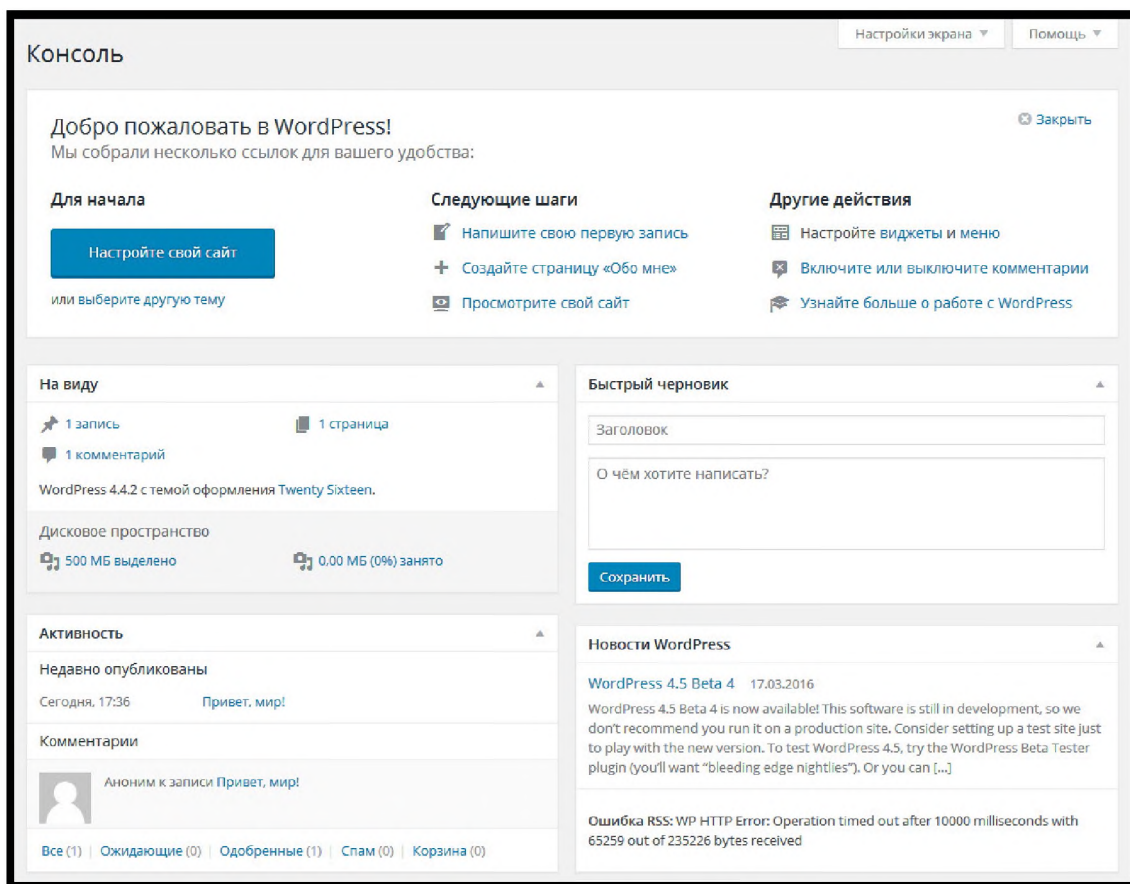 Настройки экрана
Помощь
Консоль
Добро пожаловать в WordPress!
Закрыть
Мы собрали несколько ссылок для вашего удобства:
Для начала
Настройте свой сайт
или выберите другую тему
Следующие шаги
Напишите свою первую запись
Создайте страницу «Обо мне»
Просмотрите свой сайт
Другие действия
Настройте виджеты и меню
Включите или выключите комментарии
Узнайте больше о работе с WordPress
На виду
1 запись
1 страница
1 комментарий
WordPress 4.4.2 с темой оформления Twenty Sixteen.
Дисковое пространство
500 МБ выделено
0,00 МБ (0%) занято
Активность
Недавно опубликованы
Сегодня, 17:36 Привет, мир!
Комментарии
Аноним к записи Привет, мир!
Все (1) | Ожидающие (0) | Одобренные (1) | Спам (0) | Корзина (0)
Быстрый черновик
Заголовок
О чём хотите написать?
Сохранить
Новости WordPress
WordPress 4.5 Beta 4 17.03.2016
WordPress 4.5 Beta 4 is now available! This software is still in development, so we
don’t recommend you run it on a production site. Consider setting up a test site just
to play with the new version. To test WordPress 4.5, try the WordPress Beta Tester
plugin (you’ll want “bleeding edge nightlies”). Or you can [...]
Ошибка RSS: WP HTTP Error: Operation timed out after 10000 milliseconds with
65259 out of 235226 bytes received